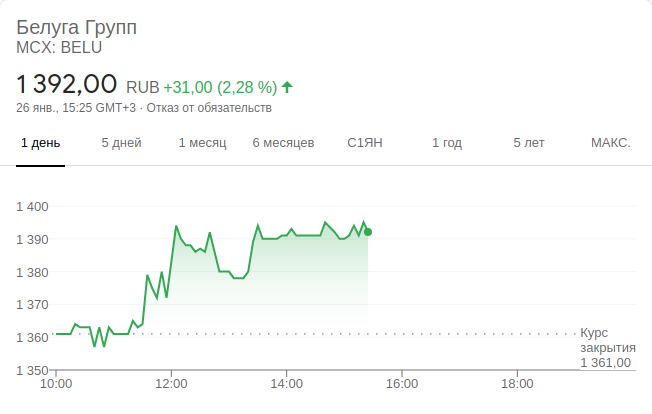 Белуга Групп
MCX: BELU
1 392,00 RUB +31,00 (2,28 %)
26 янв., 15:25 GMT+3 · Отказ от обязательств
1 день 5 дней 1 месяц 6 месяцев С1ЯН 1 год 5 лет МАКС.
1 400
1 390
1 380
1 370
1 360
1 350
Курс
закрытия
1 361,00
10:00 12:00 14:00 16:00 18:00